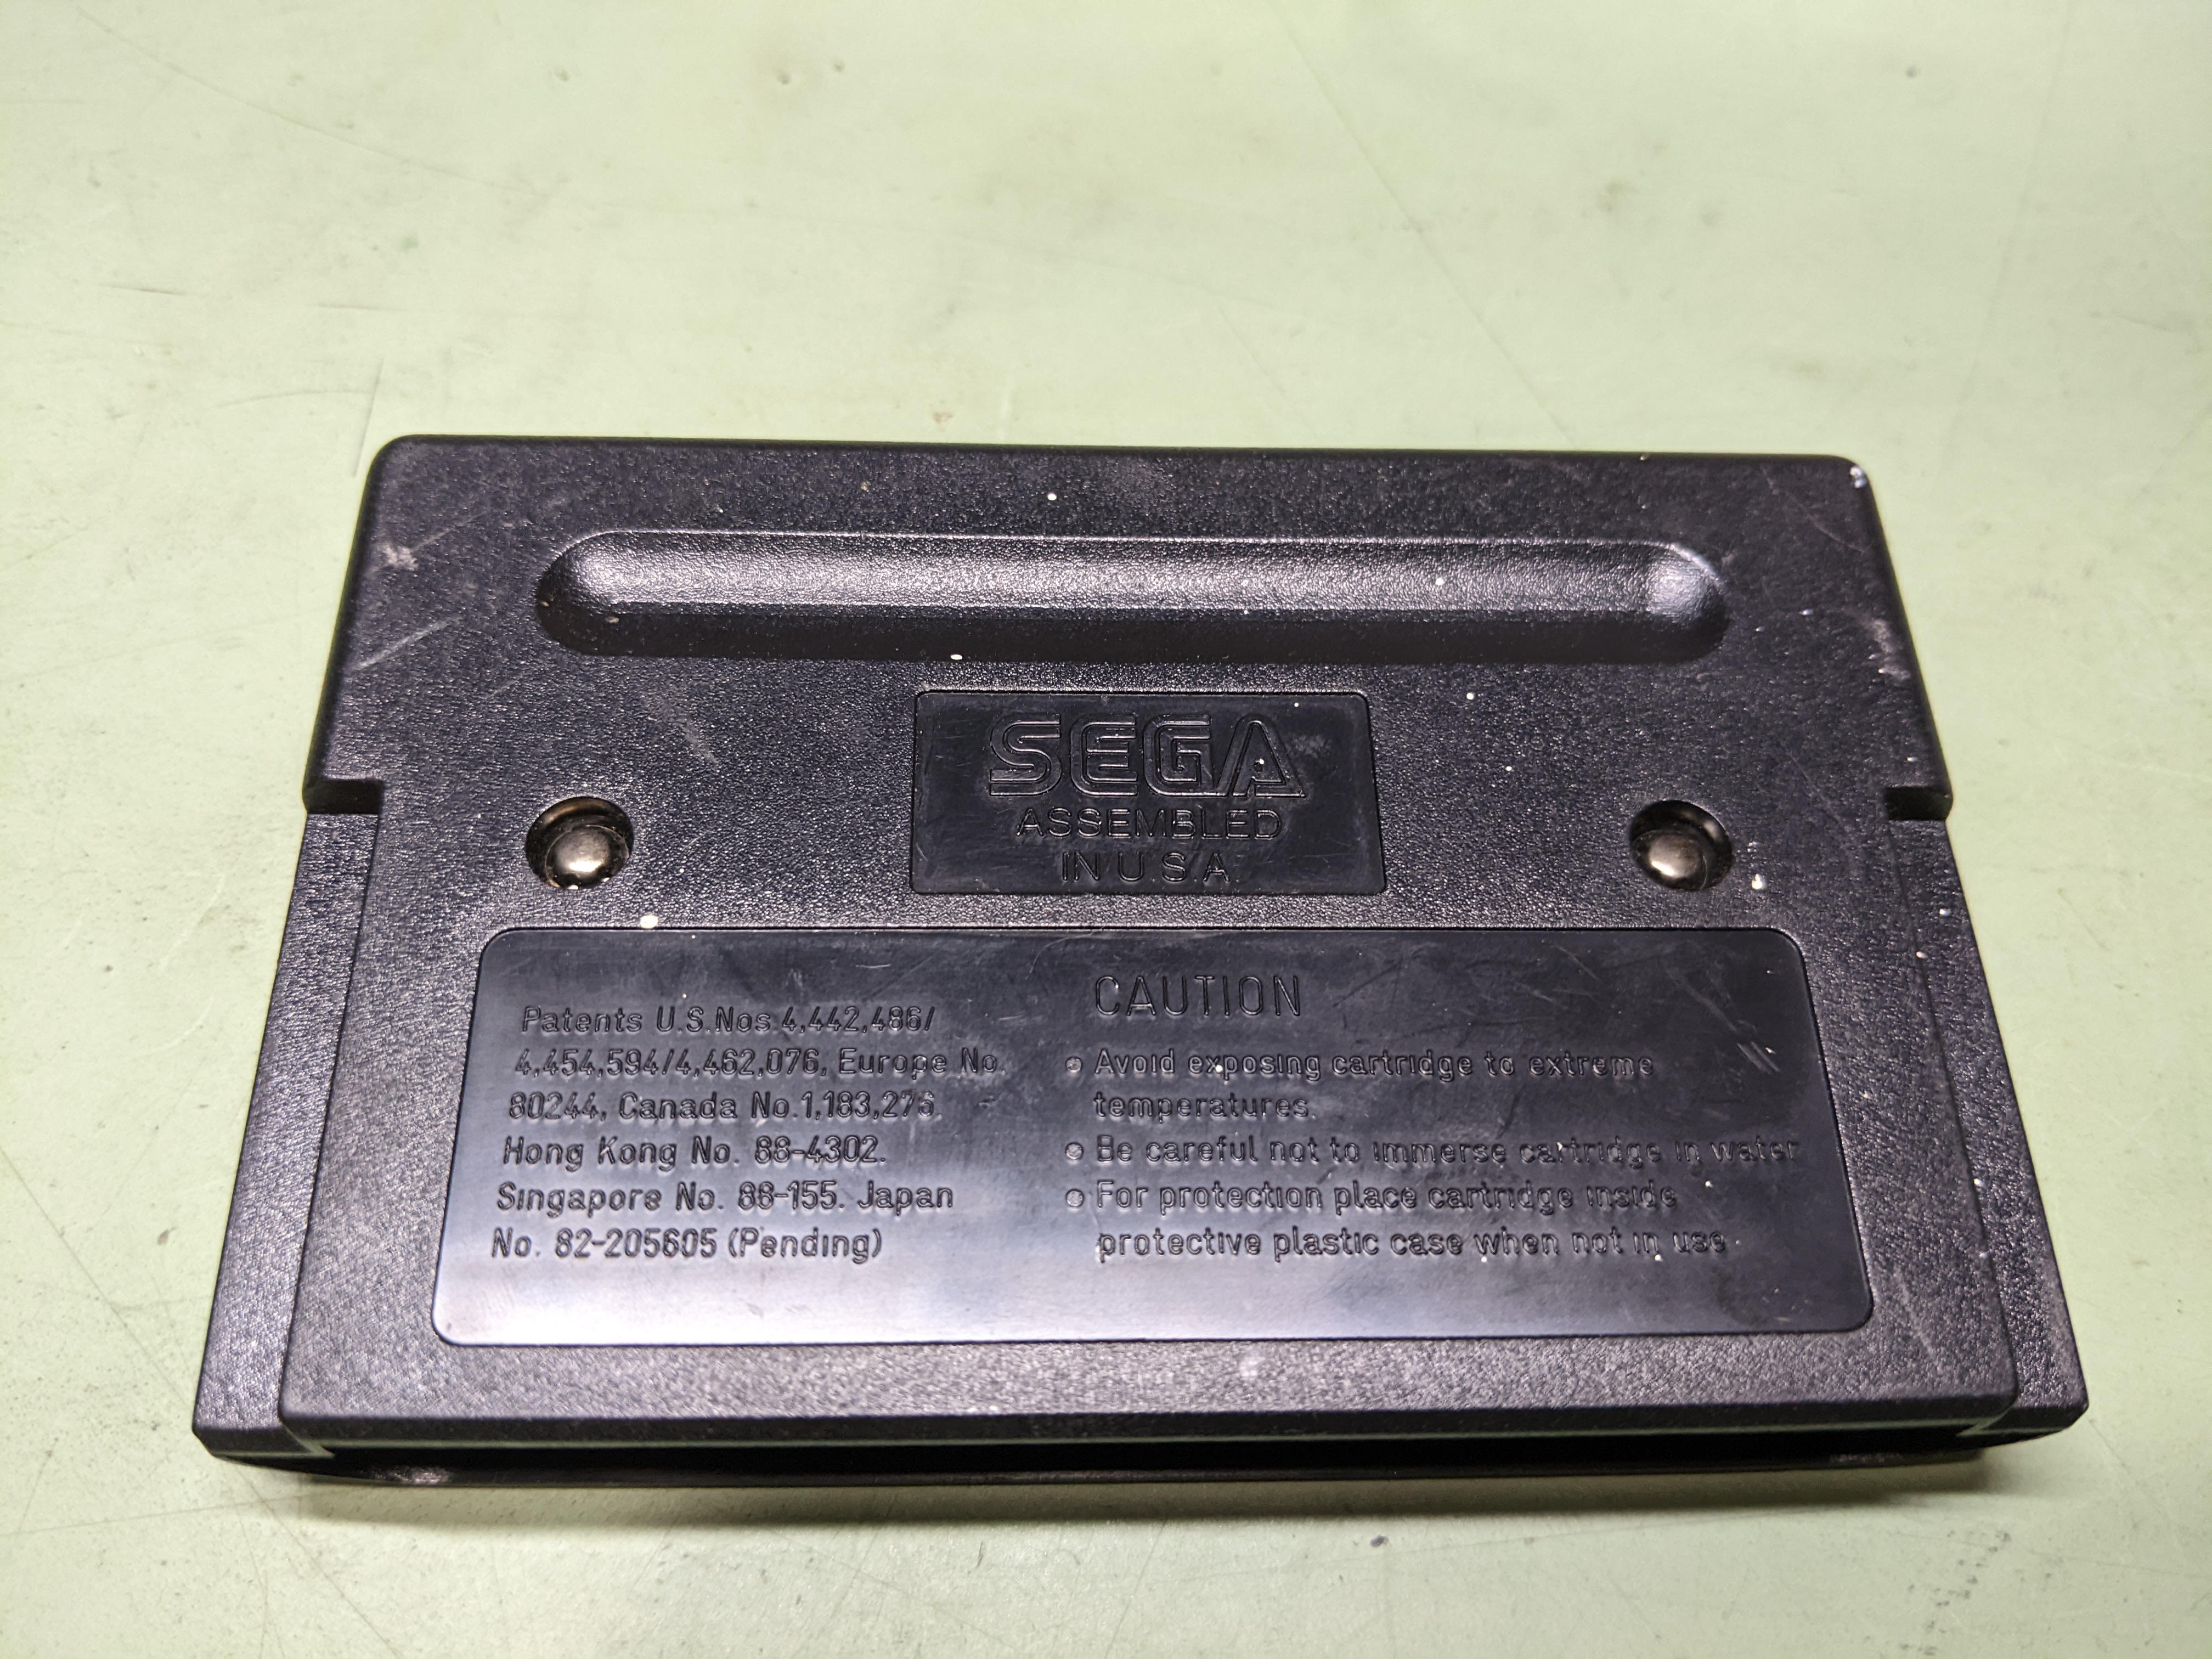 SEGA
ASSEMBLED
IN U.S.A.
Patents U.S.Nos.4,442,486/
4,454,594/4,462,076, Europe No.
80244, Canada No.1,183,276.
Hong Kong No. 88-4302.
Singapore No. 88-155. Japan
No. 82-205605 (Pending)
CAUTION
● Avoid exposing cartridge to extreme
temperatures.
● Be careful not to immerse cartridge in water
● For protection place cartridge inside
protective plastic case when not in use